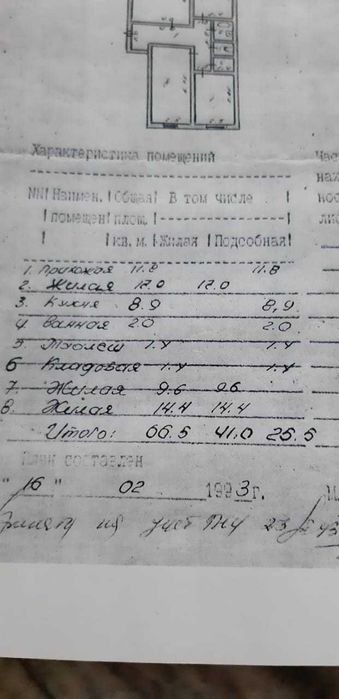 Характеристика помещений
Час
наз
NN Наимен. Общая В том числе
помещен площ.
кв. м. Жилая Подсобная
1. Прихожая 11.8 11.8
2. Жилая 17.0 17.0
3. Кухня 8.9 8,9
4 Ванная 2.0 2.0
5 Туалет 1.4 1.4
6 Кладовая 1.4 1.4
7. Жилая 9.6 9.6
8. Жилая 14.4 14.4
Итого: 66.5 41.0 25.5
План составлен
" 16 " 02 1993г.